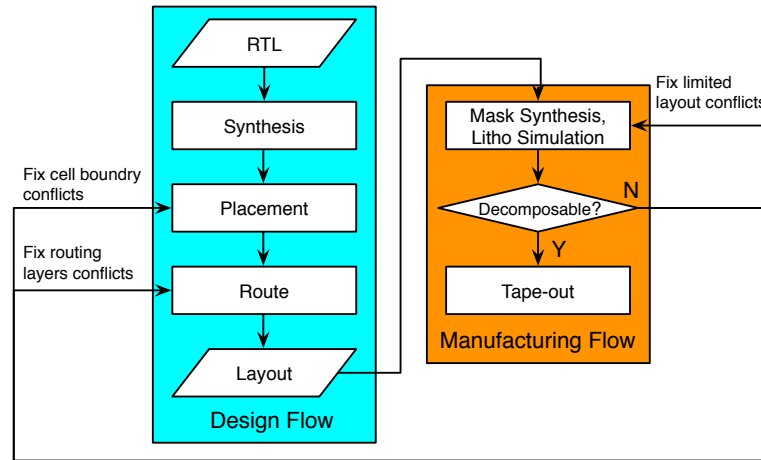 RTL
Synthesis
Placement
Route
Layout
Design Flow
Fix cell boundry
conflicts
Fix routing
layers conflicts
Fix limited
layout conflicts
Mask Synthesis,
Litho Simulation
Decomposable?
N
Y
Tape-out
Manufacturing Flow